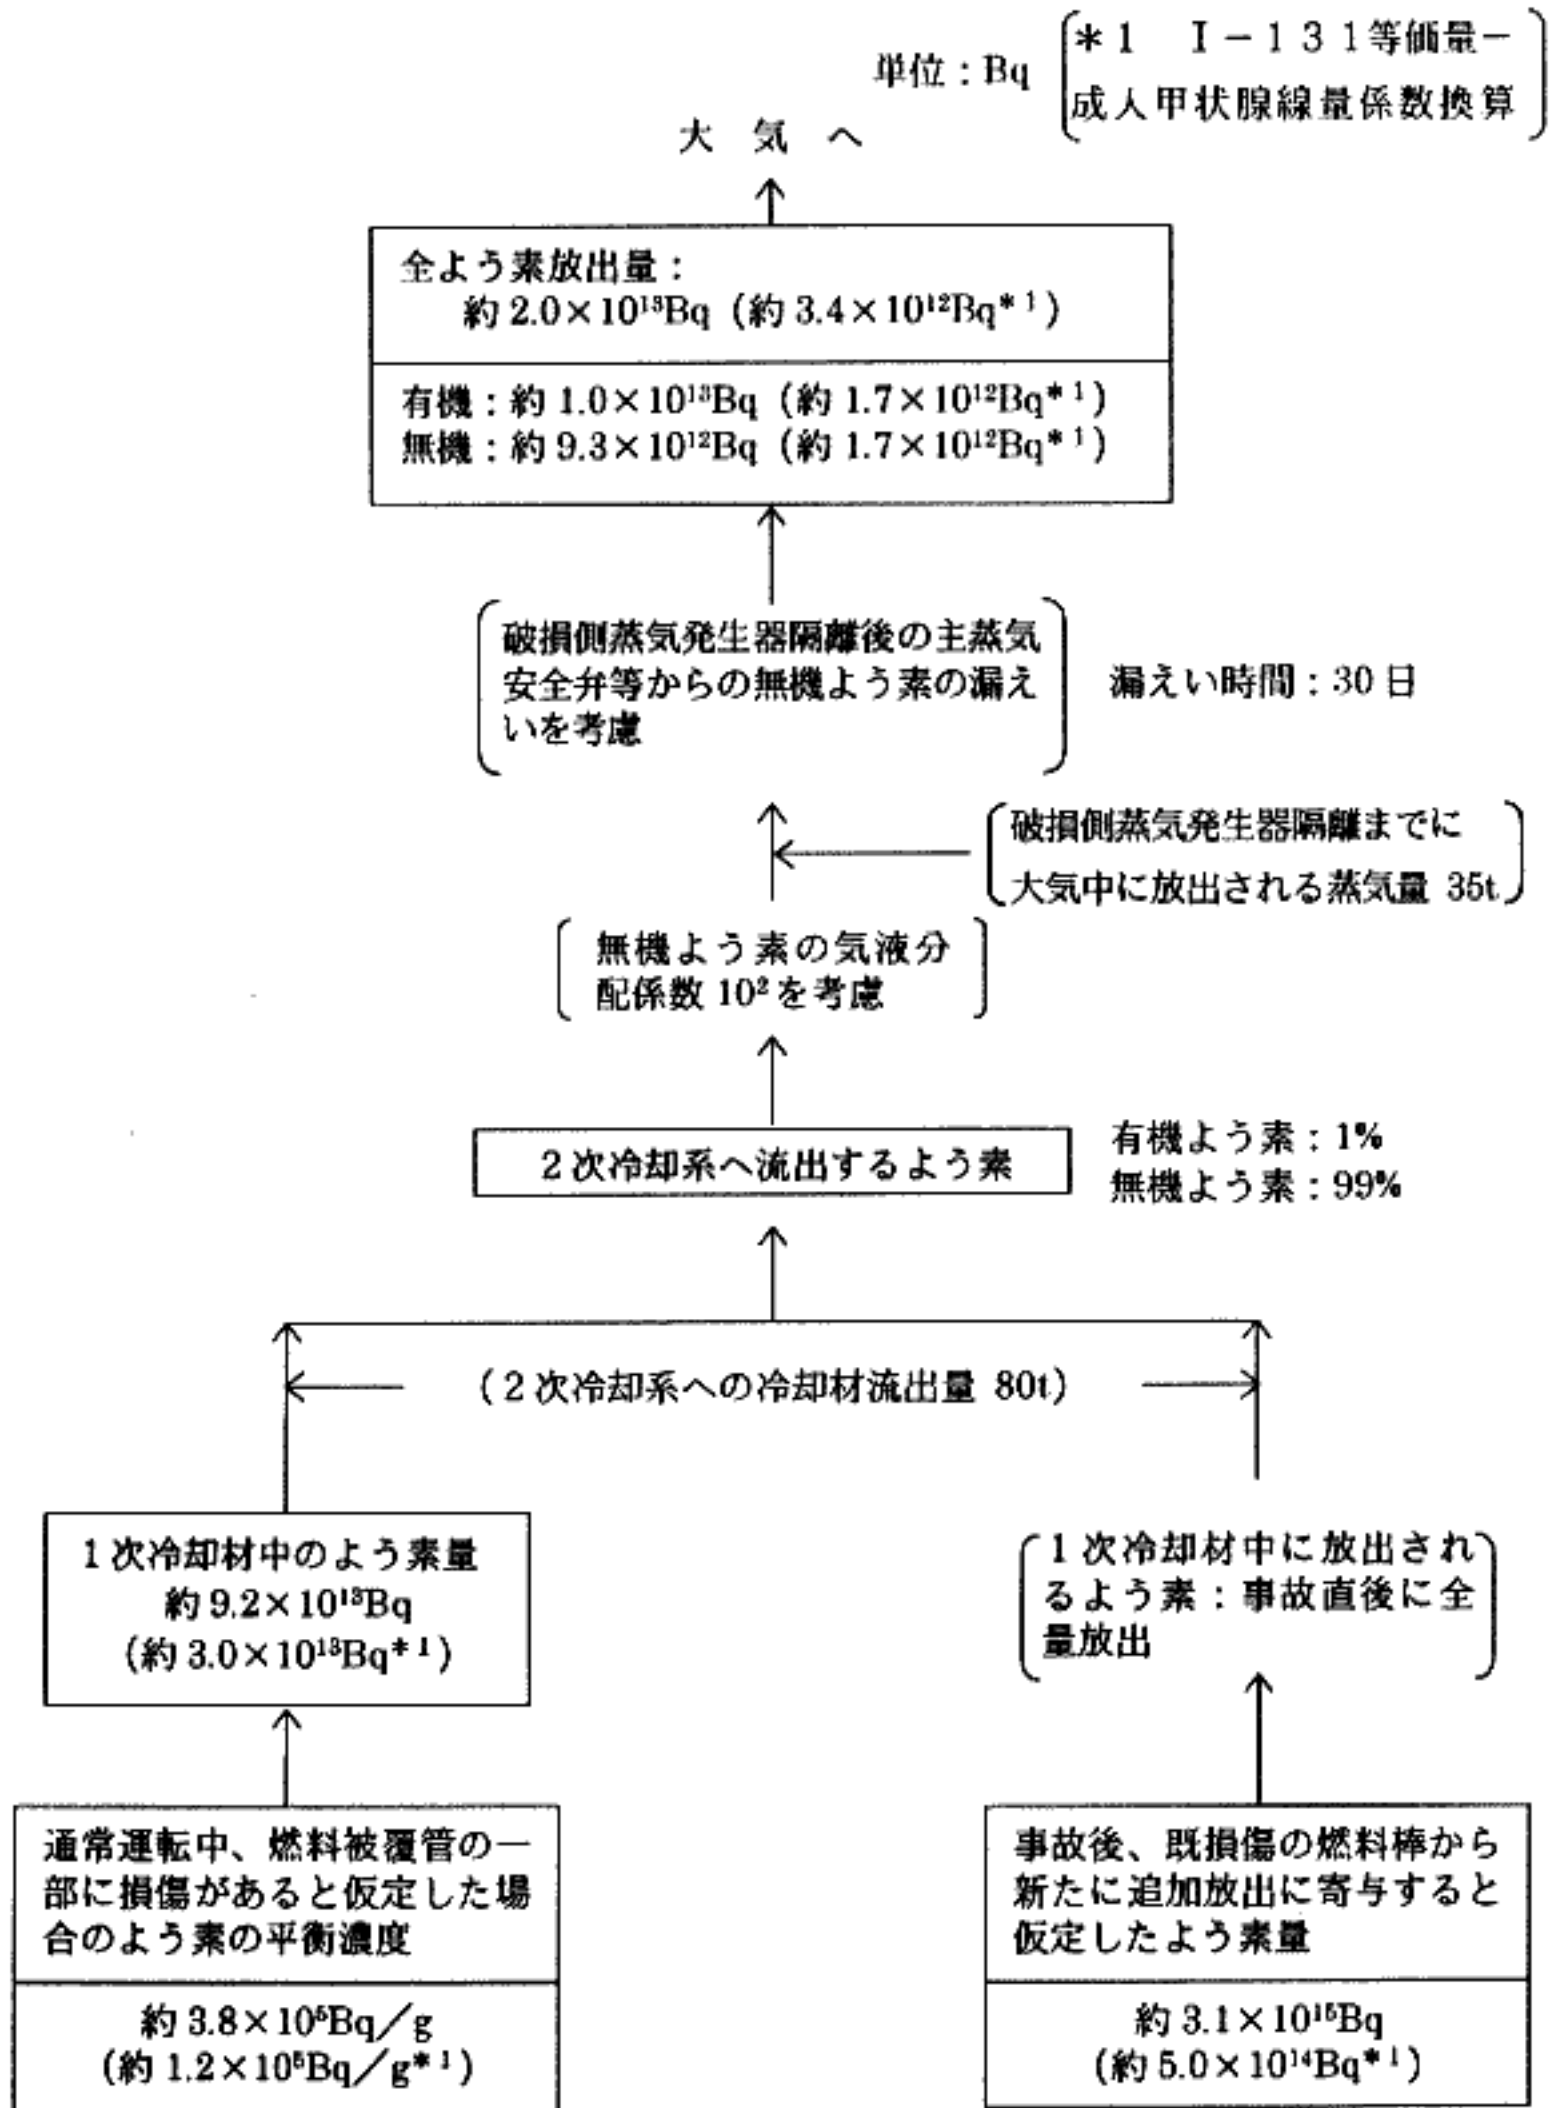 単位：Bq
＊1　I－131等価量－
成人甲状腺線量係数換算
大 気 へ
全よう素放出量：
約 2.0×10¹³Bq（約 3.4×10¹²Bq*¹）
有機：約 1.0×10¹³Bq（約 1.7×10¹²Bq*¹）
無機：約 9.3×10¹²Bq（約 1.7×10¹²Bq*¹）
破損側蒸気発生器隔離後の主蒸気
安全弁等からの無機よう素の漏え
いを考慮
漏えい時間：30 日
破損側蒸気発生器隔離までに
大気中に放出される蒸気量 35t
無機よう素の気液分
配係数 10²を考慮
2次冷却系へ流出するよう素
有機よう素：1%
無機よう素：99%
（2次冷却系への冷却材流出量 80t）
1次冷却材中のよう素量
約 9.2×10¹³Bq
（約 3.0×10¹³Bq*¹）
1次冷却材中に放出され
るよう素：事故直後に全
量放出
通常運転中、燃料被覆管の一
部に損傷があると仮定した場
合のよう素の平衡濃度
約 3.8×10⁵Bq／g
（約 1.2×10⁵Bq／g*¹）
事故後、既損傷の燃料棒から
新たに追加放出に寄与すると
仮定したよう素量
約 3.1×10¹⁵Bq
（約 5.0×10¹⁴Bq*¹）